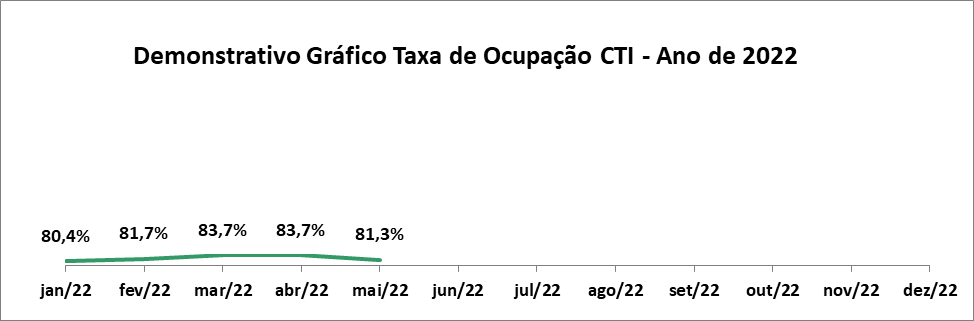 Demonstrativo Gráfico Taxa de Ocupação CTI - Ano de 2022
80,4% 81,7% 83,7% 83,7% 81,3%
jan/22 fev/22 mar/22 abr/22 mai/22 jun/22 jul/22 ago/22 set/22 out/22 nov/22 dez/22